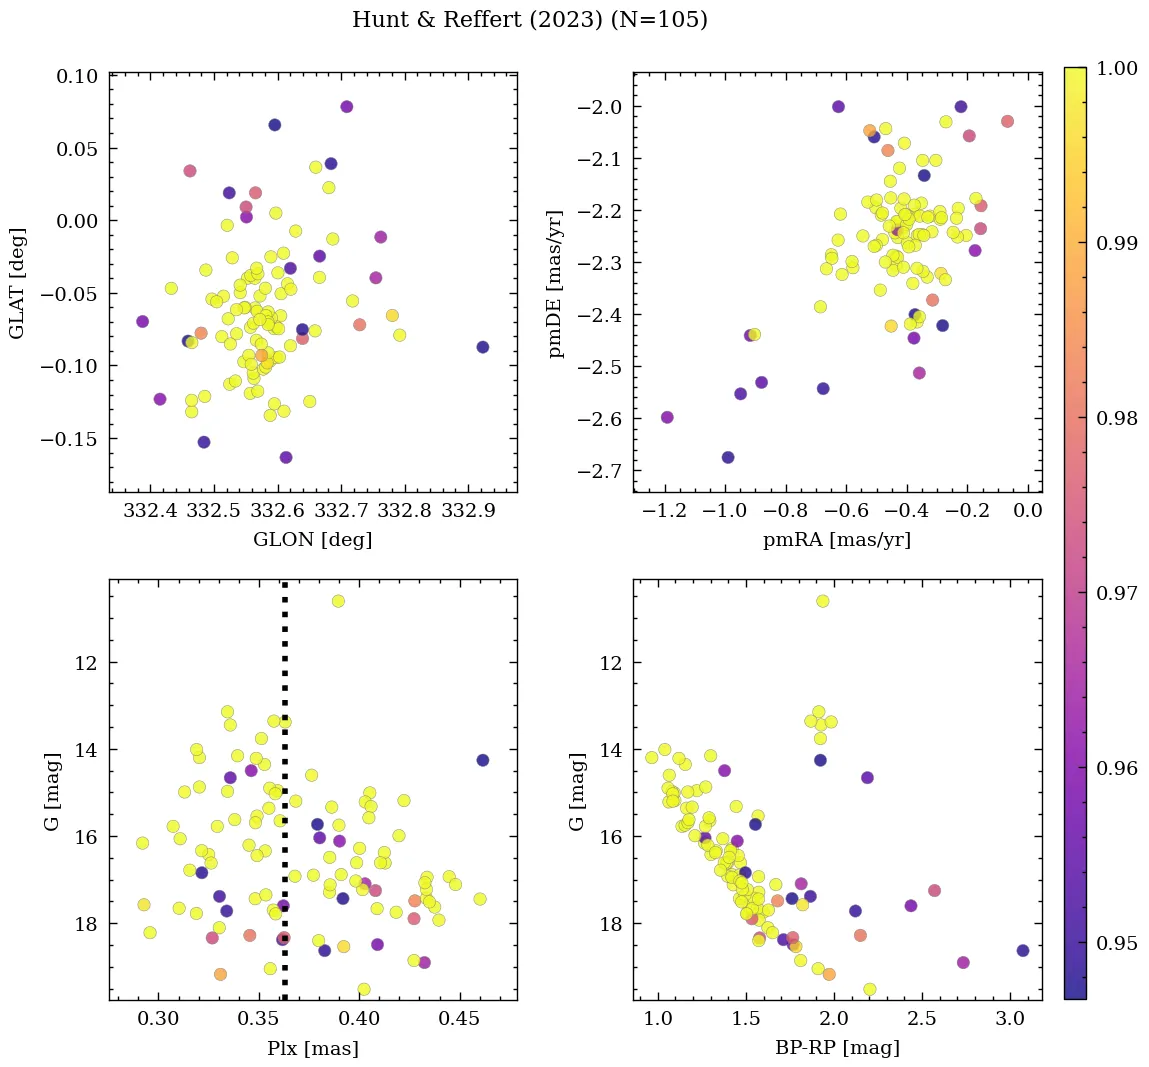 Hunt & Reffert (2023) (N=105)
0.10
0.05
0.00
−0.05
−0.10
−0.15
GLAT [deg]
332.4 332.5 332.6 332.7 332.8 332.9
GLON [deg]
−2.0
−2.1
−2.2
−2.3
−2.4
−2.5
−2.6
−2.7
pmDE [mas/yr]
−1.2 −1.0 −0.8 −0.6 −0.4 −0.2 0.0
pmRA [mas/yr]
12
14
16
18
G [mag]
0.30 0.35 0.40 0.45
Plx [mas]
12
14
16
18
G [mag]
1.0 1.5 2.0 2.5 3.0
BP-RP [mag]
1.00
0.99
0.98
0.97
0.96
0.95